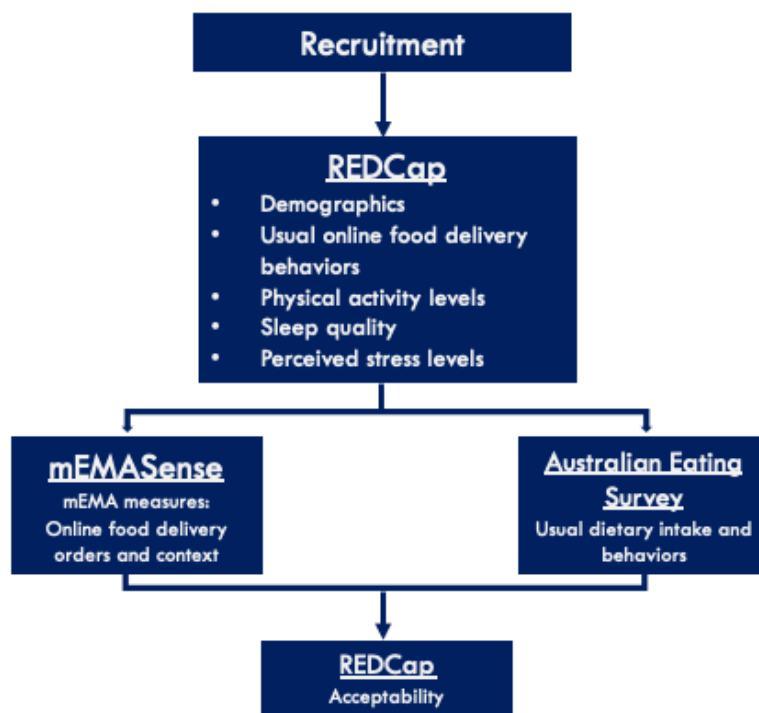 Recruitment
REDCap
• Demographics
• Usual online food delivery
behaviors
• Physical activity levels
• Sleep quality
• Perceived stress levels
mEMASense
mEMA measures:
Online food delivery
orders and context
Australian Eating
Survey
Usual dietary intake and
behaviors
REDCap
Acceptability